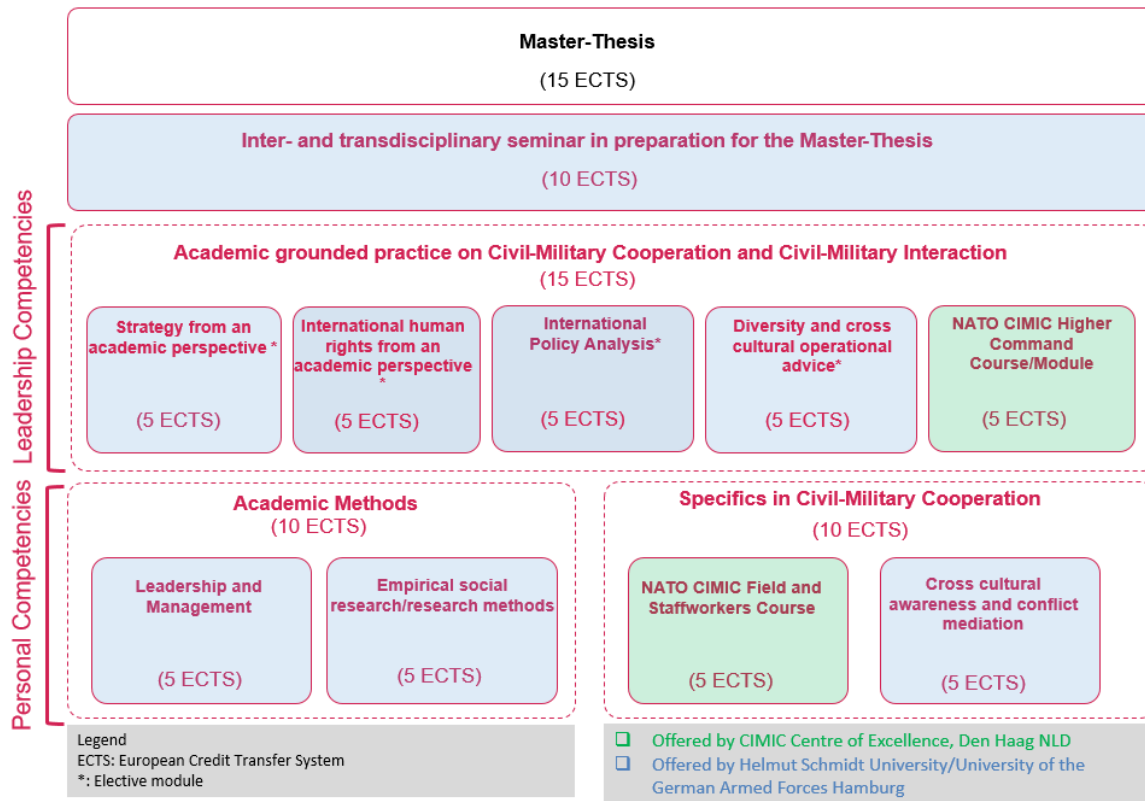 Master-Thesis
(15 ECTS)
Inter- and transdisciplinary seminar in preparation for the Master-Thesis
(10 ECTS)
Leadership Competencies
Academic grounded practice on Civil-Military Cooperation and Civil-Military Interaction
(15 ECTS)
Strategy from an
academic perspective *
(5 ECTS)
International human
rights from an
academic perspective
*
(5 ECTS)
International
Policy Analysis*
(5 ECTS)
Diversity and cross
cultural operational
advice*
(5 ECTS)
NATO CIMIC Higher
Command
Course/Module
(5 ECTS)
Personal Competencies
Academic Methods
(10 ECTS)
Leadership and
Management
(5 ECTS)
Empirical social
research/research methods
(5 ECTS)
Specifics in Civil-Military Cooperation
(10 ECTS)
NATO CIMIC Field and
Staffworkers Course
(5 ECTS)
Cross cultural
awareness and conflict
mediation
(5 ECTS)
Legend
ECTS: European Credit Transfer System
*: Elective module
Offered by CIMIC Centre of Excellence, Den Haag NLD
Offered by Helmut Schmidt University/University of the
German Armed Forces Hamburg